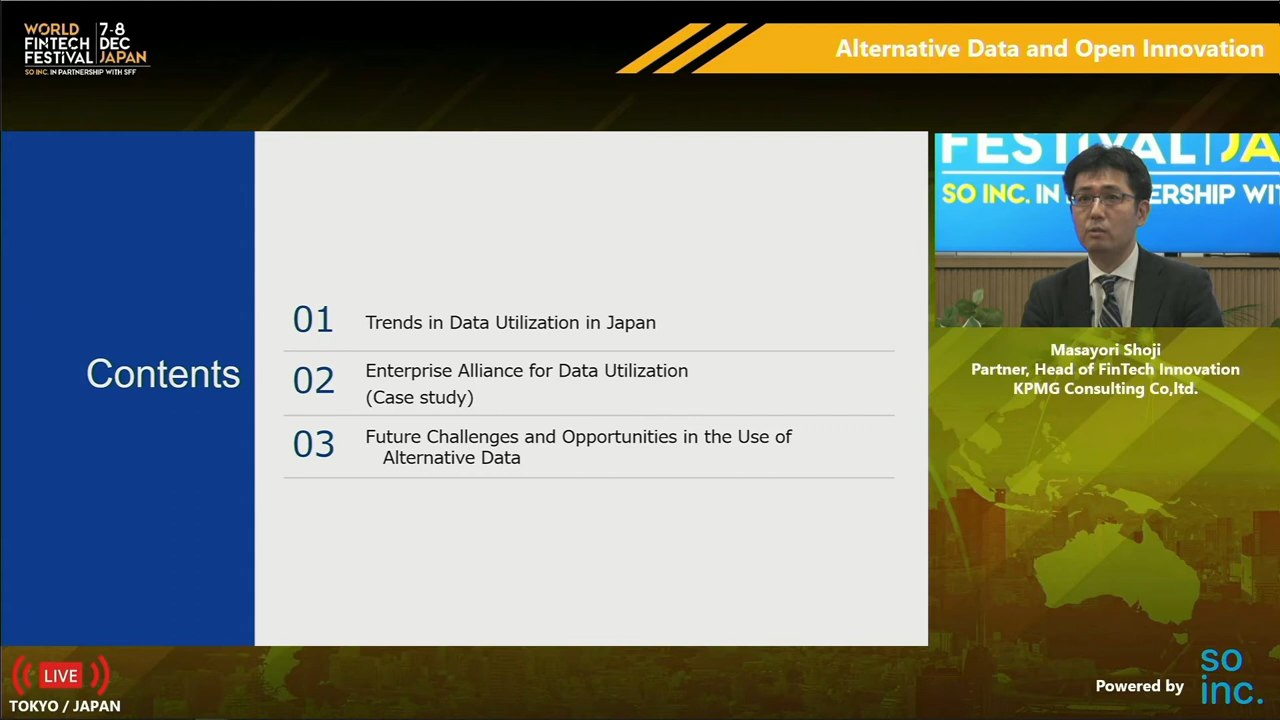 WORLD
FINTECH
FESTIVAL
7-8
DEC
JAPAN
SO INC. IN PARTNERSHIP WITH SFF
Alternative Data and Open Innovation
Contents
01 Trends in Data Utilization in Japan
02 Enterprise Alliance for Data Utilization
(Case study)
03 Future Challenges and Opportunities in the Use of
Alternative Data
FESTIVAL JA
SO INC. IN P ERSHIP WIT
Masayori Shoji
Partner, Head of FinTech Innovation
KPMG Consulting Co,ltd.
LIVE
TOKYO / JAPAN
Powered by
so
inc.